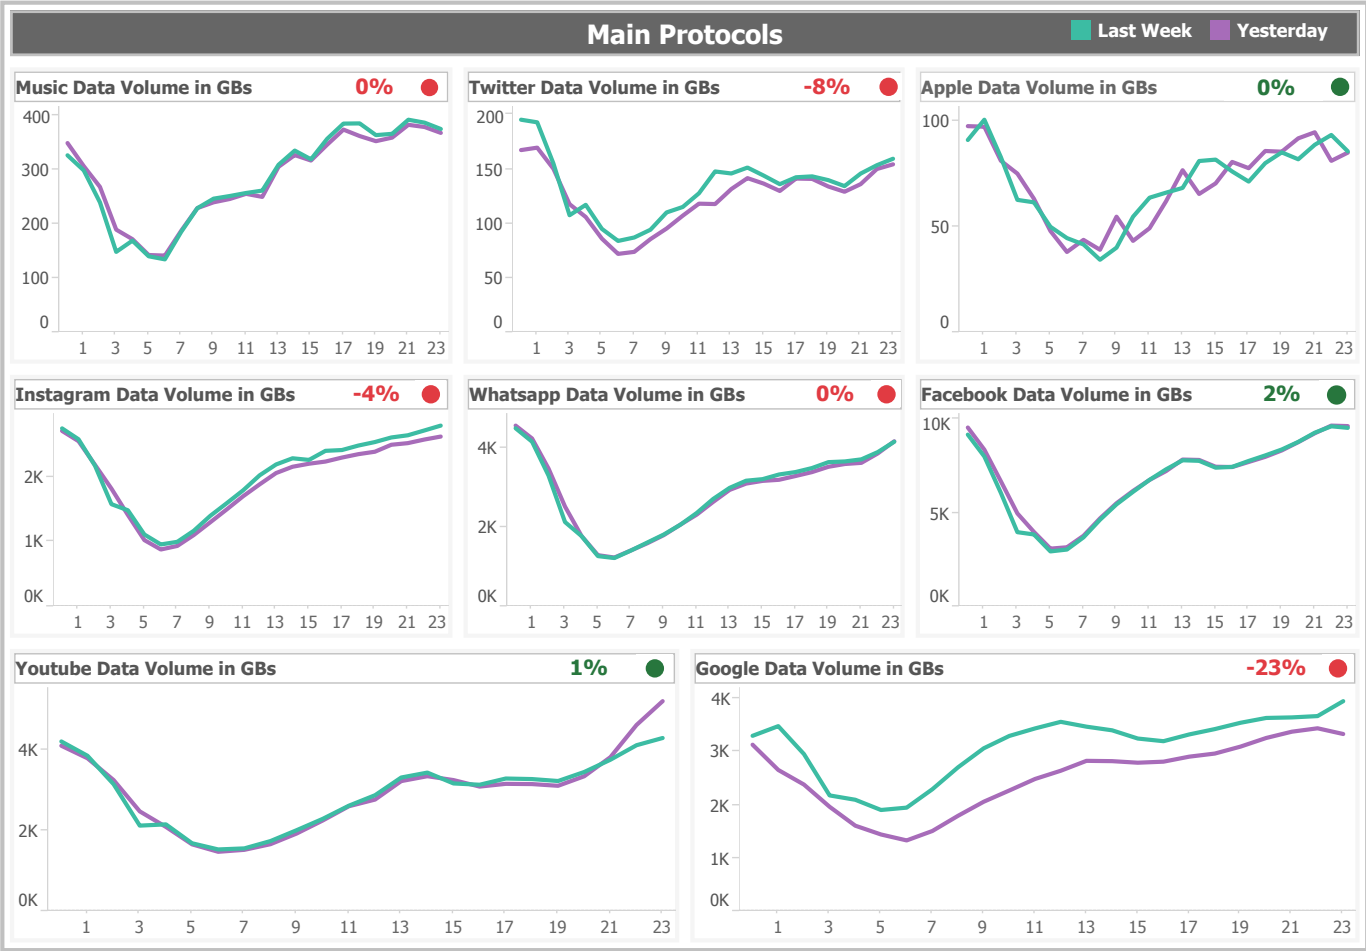 Main Protocols
Last Week Yesterday
Music Data Volume in GBs 0%
400
300
200
100
0
1 3 5 7 9 11 13 15 17 19 21 23
Twitter Data Volume in GBs -8%
200
150
100
50
0
1 3 5 7 9 11 13 15 17 19 21 23
Apple Data Volume in GBs 0%
100
50
0
1 3 5 7 9 11 13 15 17 19 21 23
Instagram Data Volume in GBs -4%
2K
1K
0K
1 3 5 7 9 11 13 15 17 19 21 23
Whatsapp Data Volume in GBs 0%
4K
2K
0K
1 3 5 7 9 11 13 15 17 19 21 23
Facebook Data Volume in GBs 2%
10K
5K
0K
1 3 5 7 9 11 13 15 17 19 21 23
Youtube Data Volume in GBs 1%
4K
2K
0K
1 3 5 7 9 11 13 15 17 19 21 23
Google Data Volume in GBs -23%
4K
3K
2K
1K
0K
1 3 5 7 9 11 13 15 17 19 21 23